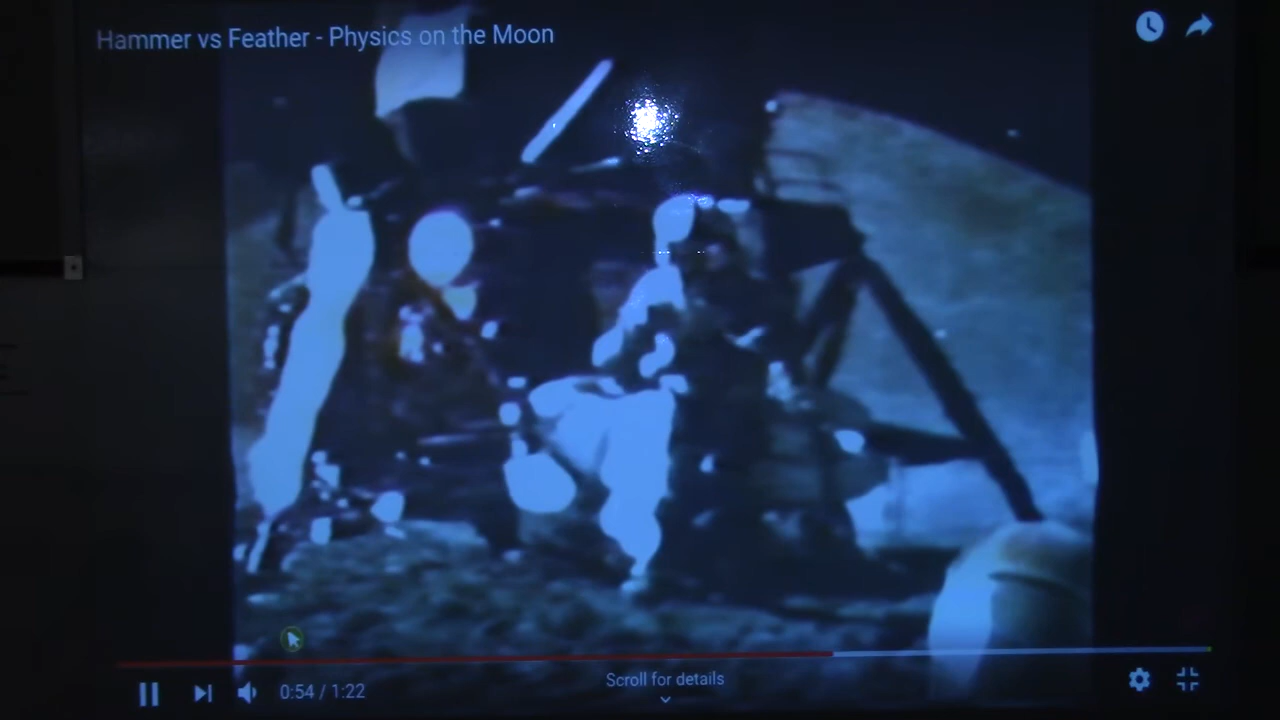 Hammer vs Feather - Physics on the Moon
Scroll for details
0:54 / 1:22